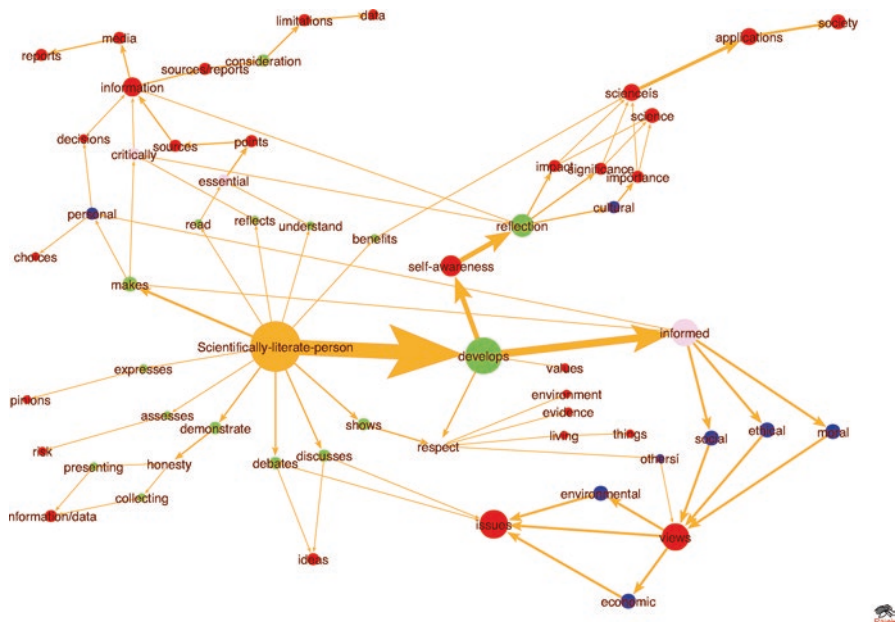 limitations
data
society
media
applications
reports
consideration
sources/reports
information
scienceís
science
decisions
sources
points
critically
impact
significance
essential
importance
personal
cultural
read
reflects
understand
reflection
benefits
choices
self-awareness
makes
informed
Scientifically-literate-person
develops
expresses
values
pinions
environment
evidence
assesses
shows
demonstrate
living
things
social
ethical
moral
risk
respect
presenting
honesty
debates
discusses
othersí
collecting
environmental
nformation/data
issues
views
ideas
economic